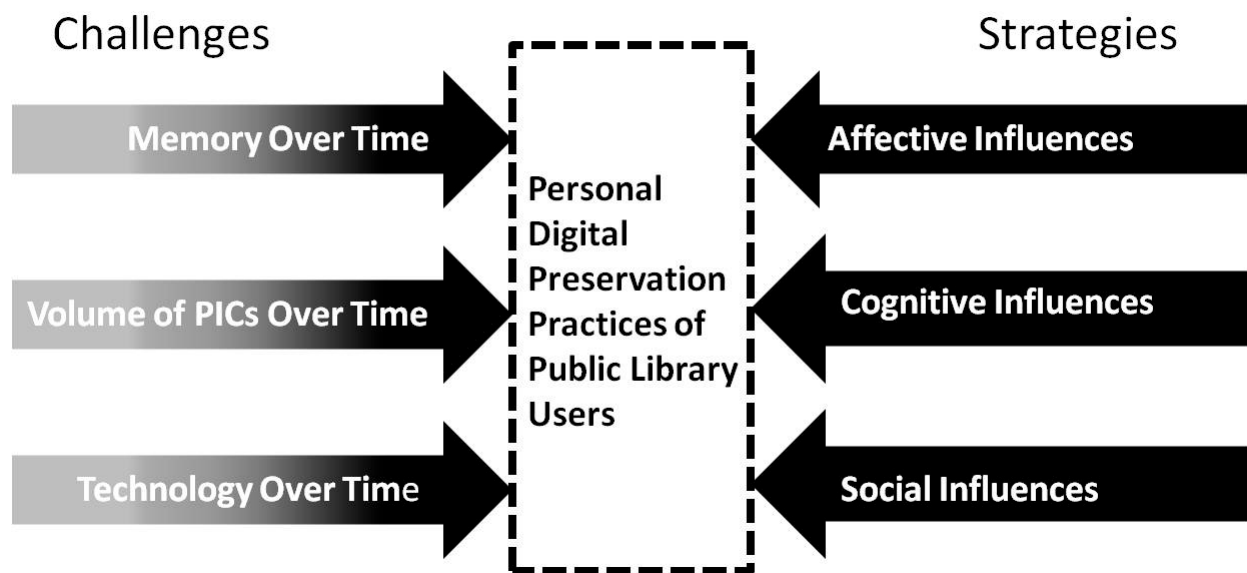 Challenges
Strategies
Memory Over Time
Volume of PICs Over Time
Technology Over Time
Personal
Digital
Preservation
Practices of
Public Library
Users
Affective Influences
Cognitive Influences
Social Influences